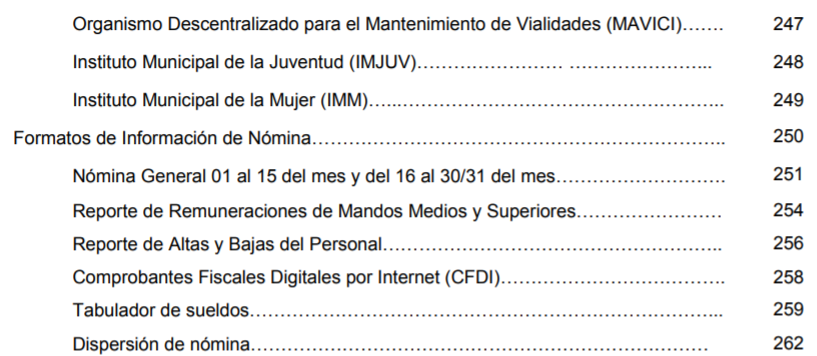 Organismo Descentralizado para el Mantenimiento de Vialidades (MAVICI)……. 247
Instituto Municipal de la Juventud (IMJUV)…………………… ………………….. 248
Instituto Municipal de la Mujer (IMM)…...……………………………………………….. 249
Formatos de Información de Nómina…………………………………………………………….. 250
Nómina General 01 al 15 del mes y del 16 al 30/31 del mes………………………. 251
Reporte de Remuneraciones de Mandos Medios y Superiores…………………… 254
Reporte de Altas y Bajas del Personal……………………………………………….. 256
Comprobantes Fiscales Digitales por Internet (CFDI)………………………………. 258
Tabulador de sueldos…………………………………………………………………... 259
Dispersión de nómina………………………………………………………………… 262